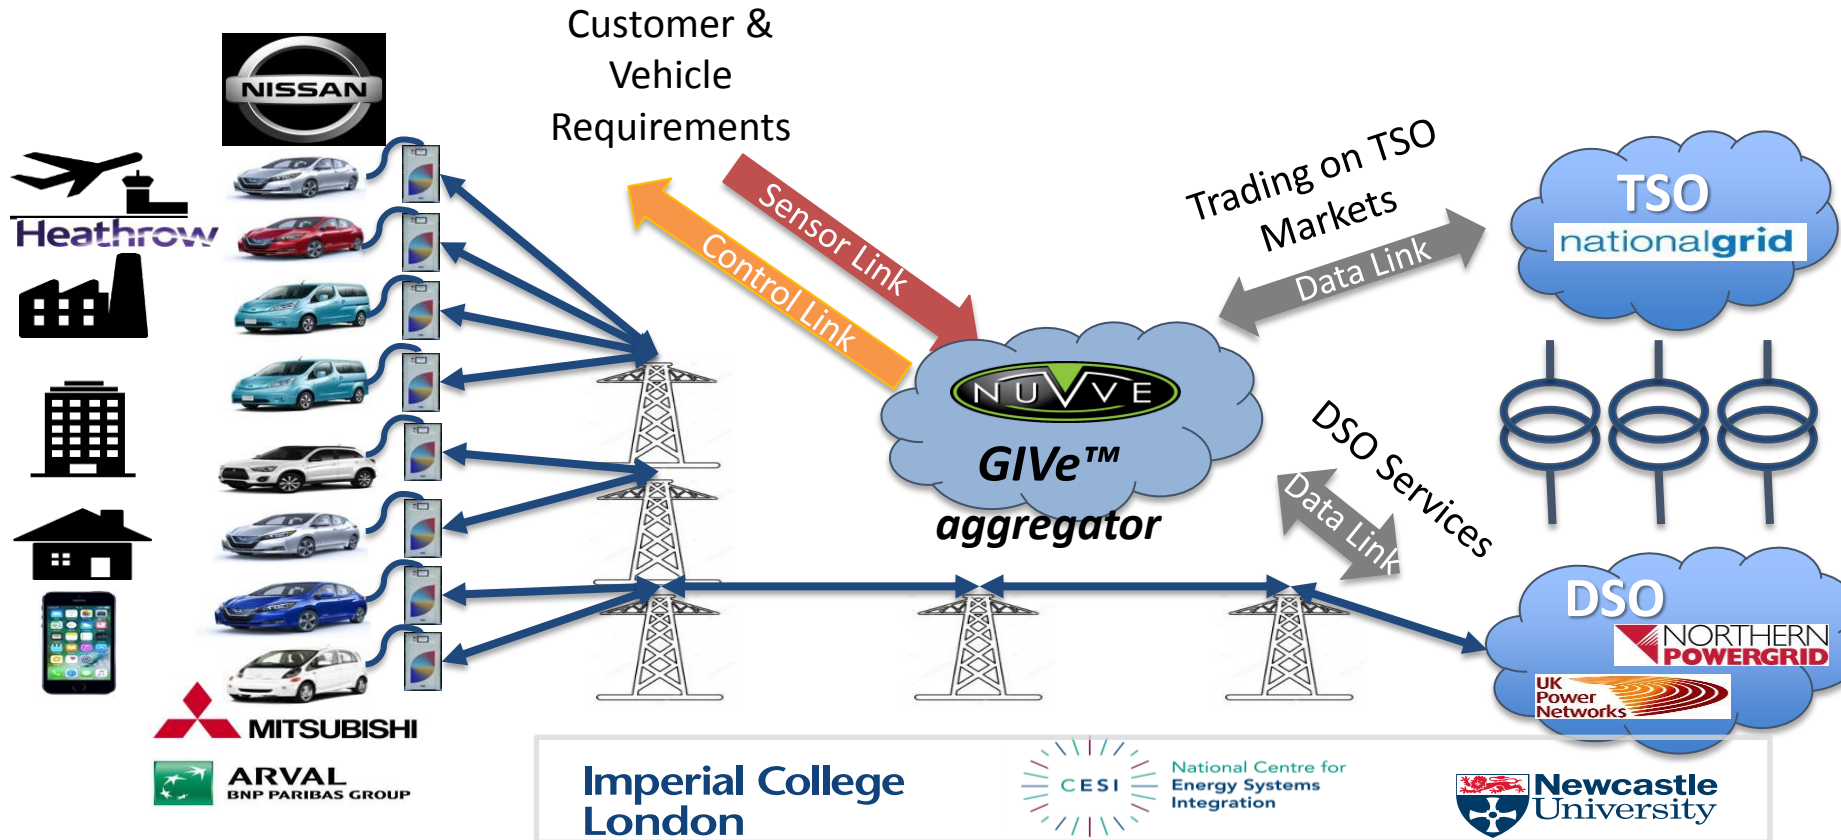 Customer &
Vehicle
Requirements
NISSAN
Heathrow
Sensor Link
Control Link
Trading on TSO
Markets
Data Link
TSO
nationalgrid
NUVVE
GIVe™
aggregator
DSO Services
Data Link
DSO
NORTHERN
POWERGRID
UK
Power
Networks
MITSUBISHI
ARVAL
BNP PARIBAS GROUP
Imperial College
London
CESI
National Centre for
Energy Systems
Integration
Newcastle
University